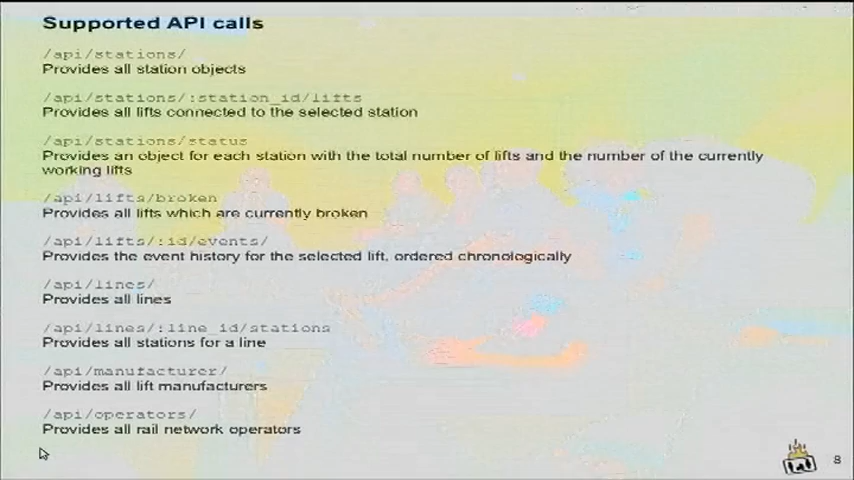 Supported API calls
/api/stations/
Provides all station objects
/api/stations/:station_id/lifts
Provides all lifts connected to the selected station
/api/stations/status
Provides an object for each station with the total number of lifts and the number of the currently
working lifts
/api/lifts/broken
Provides all lifts which are currently broken
/api/lifts/:id/events/
Provides the event history for the selected lift, ordered chronologically
/api/lines/
Provides all lines
/api/lines/:line_id/stations
Provides all stations for a line
/api/manufacturer/
Provides all lift manufacturers
/api/operators/
Provides all rail network operators
8